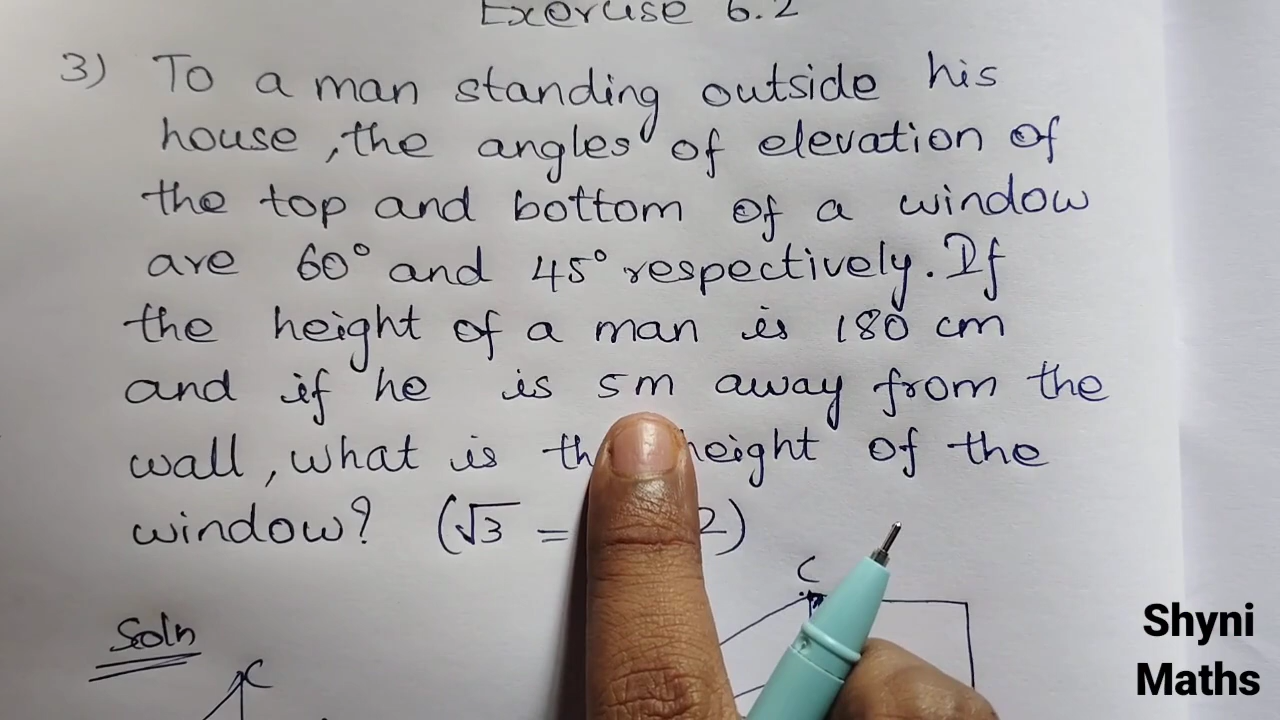 Exercise 6.2
3) To a man standing outside his
house, the angles of elevation of
the top and bottom of a window
are 60° and 45° respectively. If
the height of a man is 180 cm
and if he is 5m away from the
wall, what is height of the
window? (√3 = 2)
Soln
C
C
Shyni
Maths